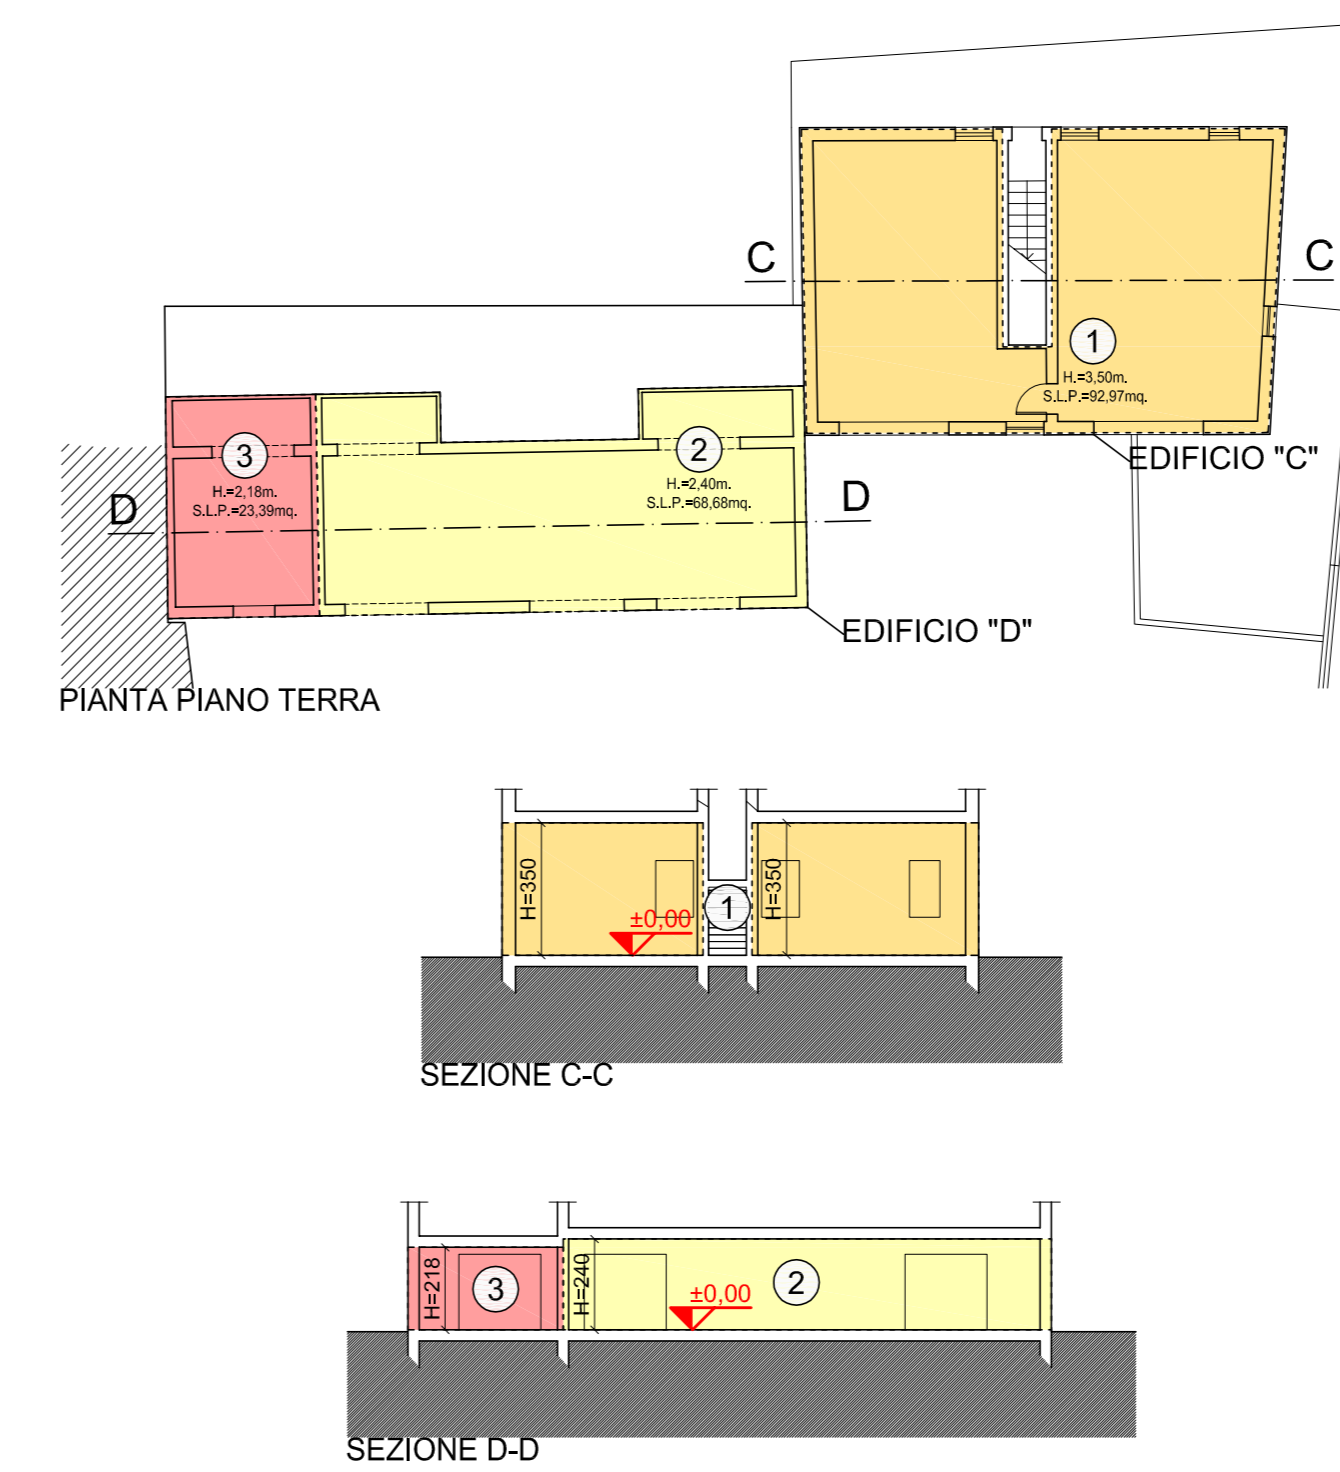 C
C
1
H.=3,50m.
S.L.P.=92,97mq.
EDIFICIO "C"
3
H.=2,18m.
S.L.P.=23,39mq.
2
H.=2,40m.
S.L.P.=68,68mq.
D
D
EDIFICIO "D"
PIANTA PIANO TERRA
H=350
±0,00
1
H=350
SEZIONE C-C
H=218
3
H=240
±0,00
2
SEZIONE D-D